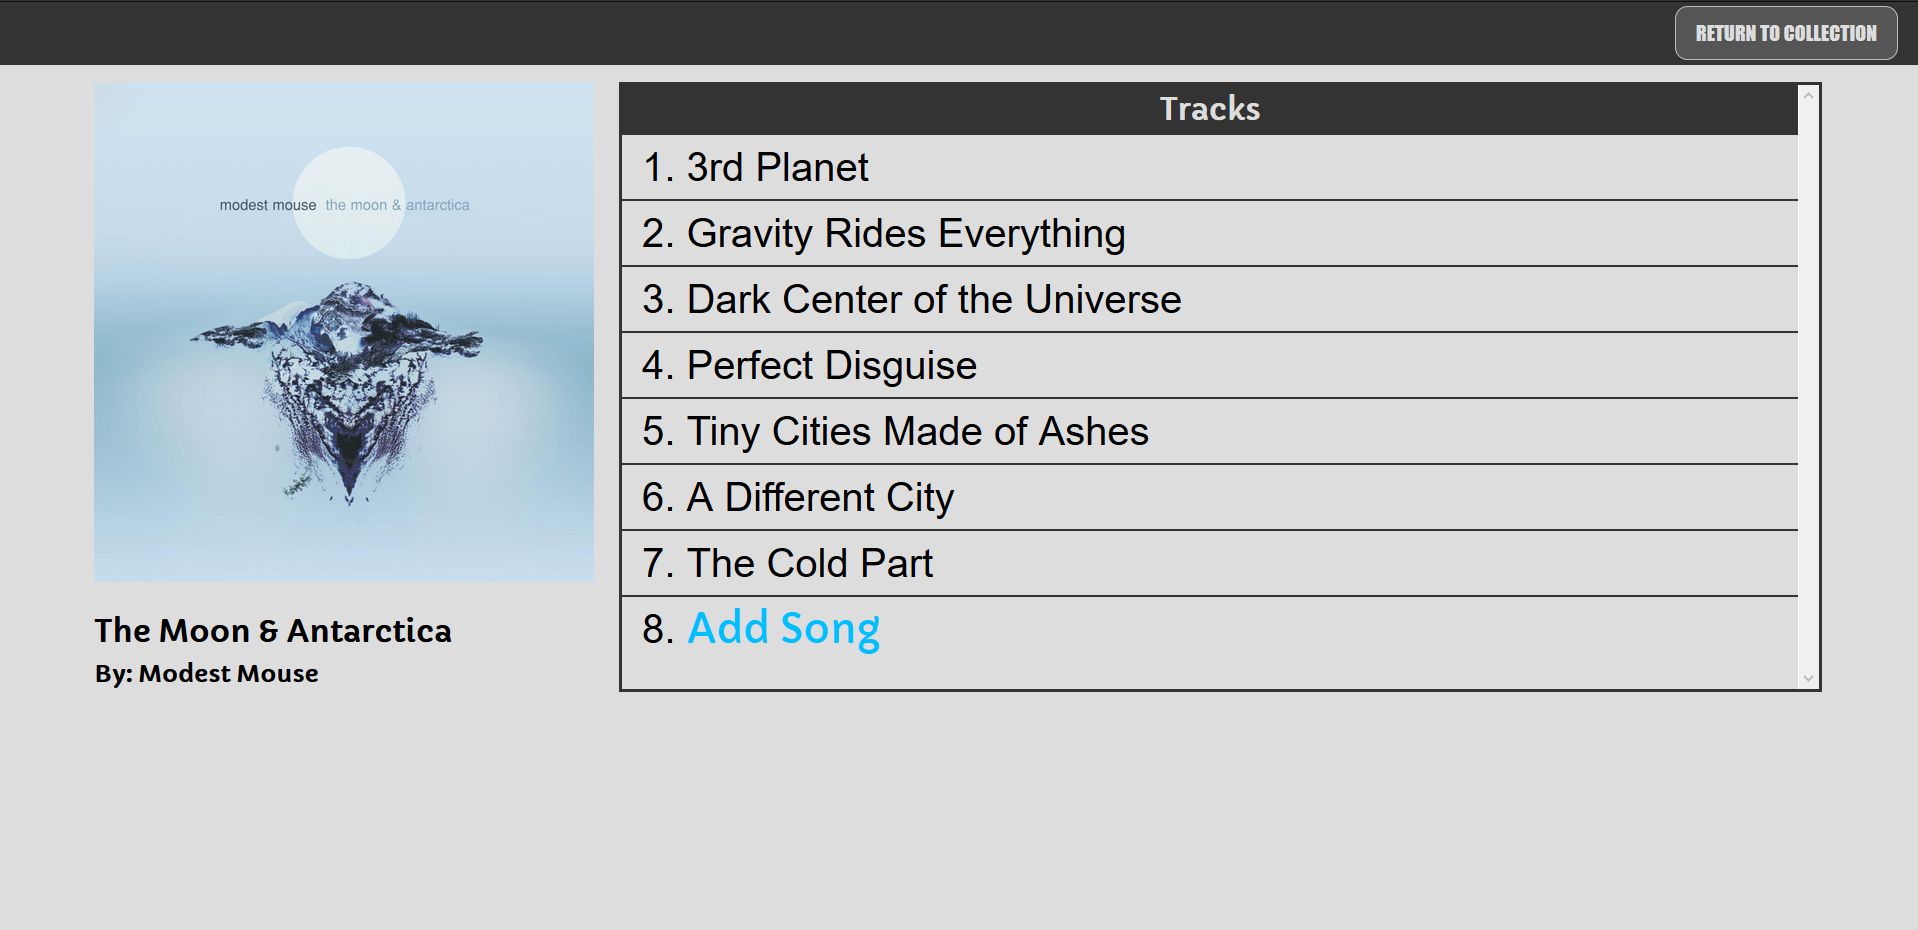 RETURN TO COLLECTION
modest mouse the moon & antarctica
The Moon & Antarctica
By: Modest Mouse
Tracks
1. 3rd Planet
2. Gravity Rides Everything
3. Dark Center of the Universe
4. Perfect Disguise
5. Tiny Cities Made of Ashes
6. A Different City
7. The Cold Part
8. Add Song